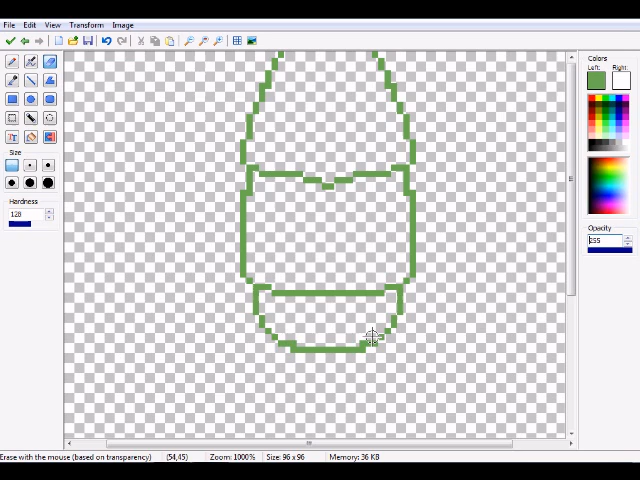 File Edit View Transform Image
Colors
Left: Right:
Tt
Size
Hardness
128
Opacity
255
Erase with the mouse (based on transparency) (54,45) Zoom: 1000% Size: 96 x 96 Memory: 36 KB